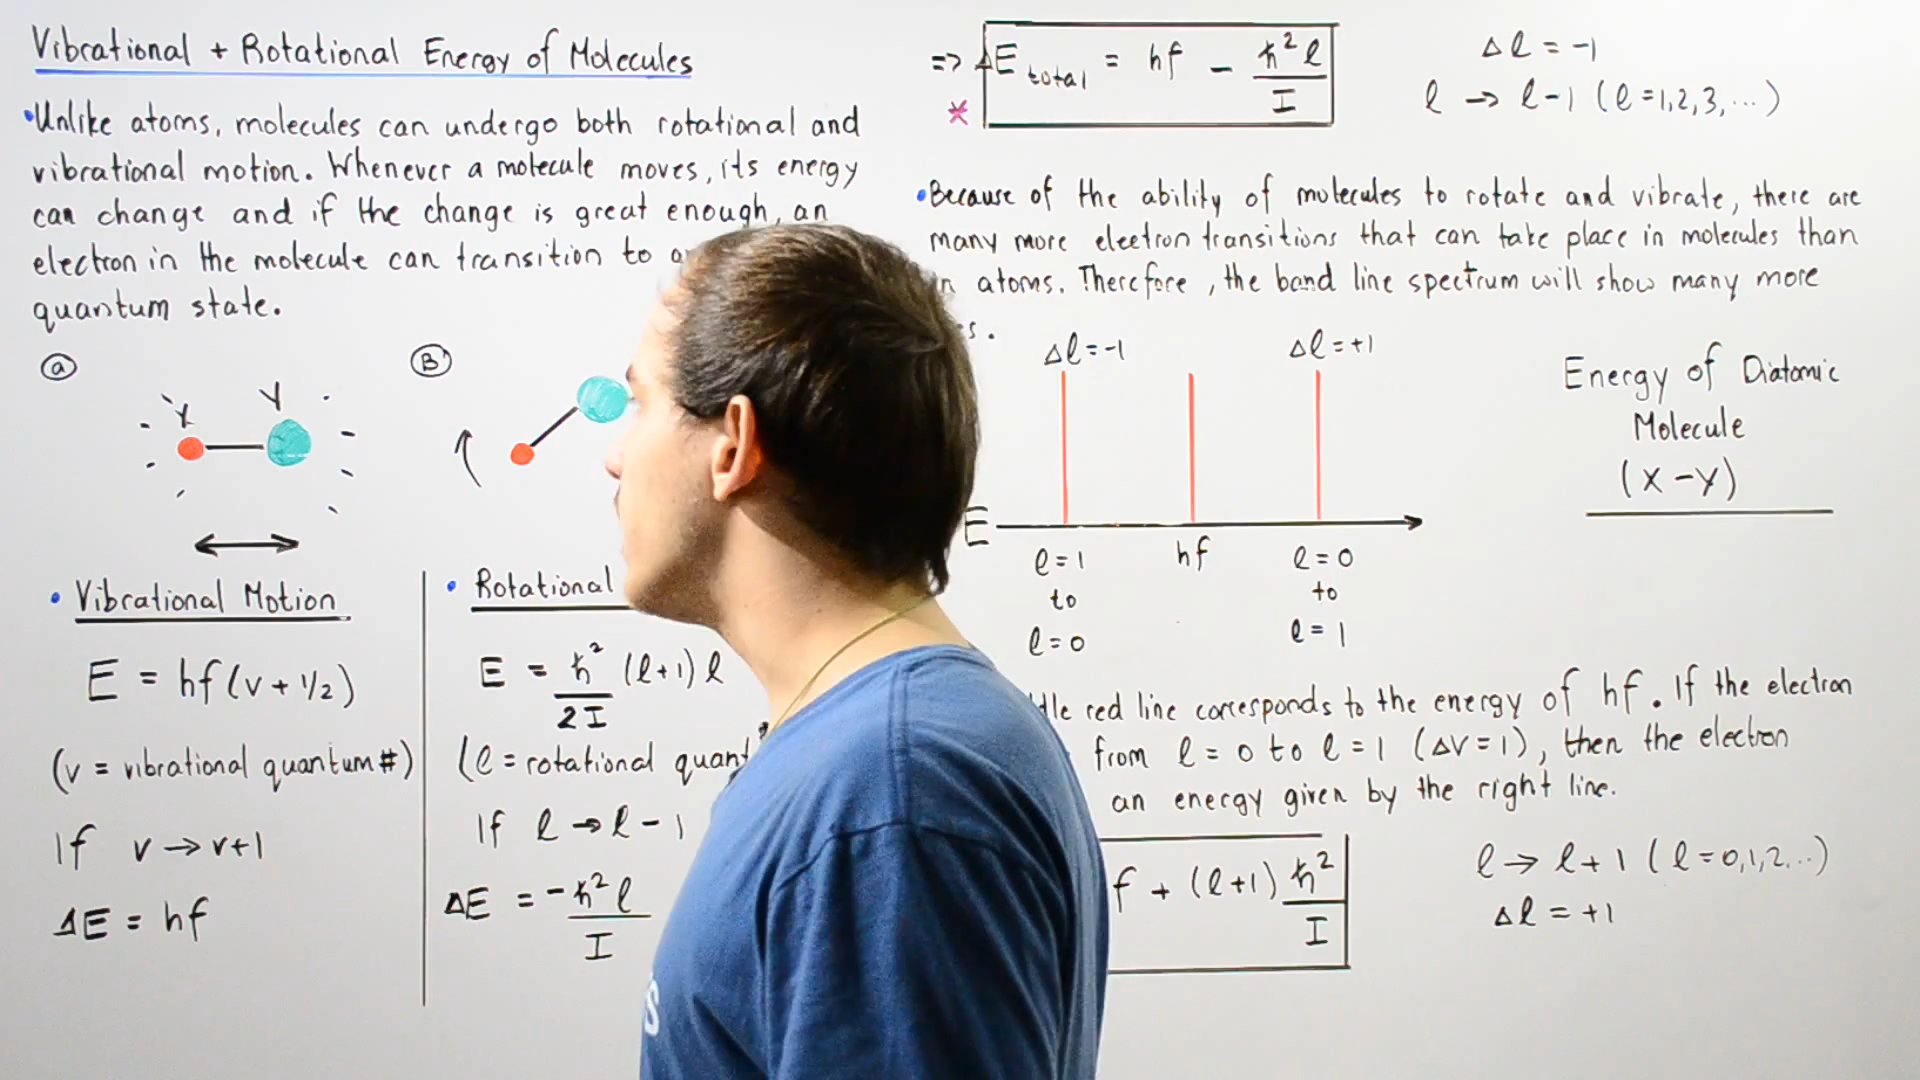 Vibrational + Rotational Energy of Molecules
•Unlike atoms, molecules can undergo both rotational and
vibrational motion. Whenever a molecule moves, its energy
can change and if the change is great enough, an
electron in the molecule can transition to
quantum state.
a
X
Y
B
• Vibrational Motion
E = hf(v + 1/2)
(v = vibrational quantum #)
If v → v+1
ΔE = hf
• Rotational
E = ħ² (l+1) l
2I
(l = rotational
If l → l - 1
ΔE = -ħ² l
I
=> ΔE total = hf - ħ² l
I
*
Δl = -1
l → l-1 (l = 1,2,3,...)
•Because of the ability of molecules to rotate and vibrate, there are
many more electron transitions that can take place in molecules than
in atoms. Therefore, the band line spectrum will show many more
Δl = -1
Δl = +1
E
l = 1
to
l = 0
hf
l = 0
to
l = 1
Energy of Diatomic
Molecule
(X - Y)
red line corresponds to the energy of hf. If the electron
from l = 0 to l = 1 (ΔV = 1), then the electron
an energy given by the right line.
f + (l+1) ħ²
I
l → l + 1 (l = 0,1,2...)
Δl = +1
S